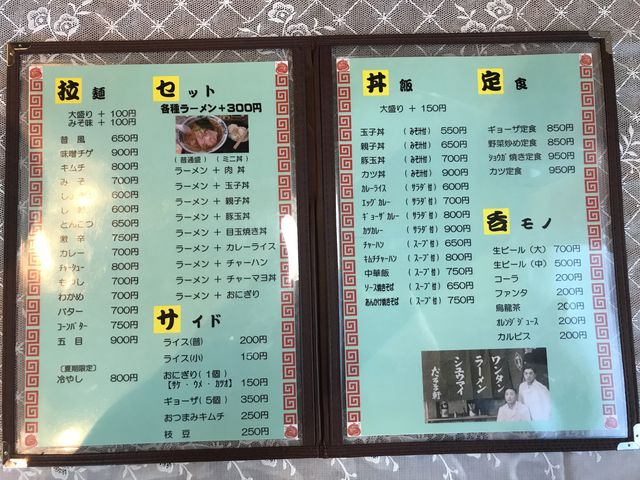 拉麺
大盛り + 100円
みそ味 + 100円
昔風 650円
味噌チゲ 900円
キムチ 800円
みそ 700円
しょうゆ 600円
しお 600円
とんこつ 650円
激辛 750円
カレー 700円
チャーシュー 800円
もやし 700円
わかめ 700円
バター 700円
コーンバター 750円
五目 900円
〔夏期限定〕
冷やし 800円
セット
各種ラーメン+300円
(普通盛) (ミニ丼)
ラーメン + 肉丼
ラーメン + 玉子丼
ラーメン + 親子丼
ラーメン + 豚玉丼
ラーメン + 目玉焼き丼
ラーメン + カレーライス
ラーメン + チャーハン
ラーメン + チャーマヨ丼
ラーメン + おにぎり
サイド
ライス(普) 200円
ライス(小) 150円
おにぎり(1個)
【サケ・ウメ・カツオ】 150円
ギョーザ(5個) 350円
おつまみキムチ 250円
枝豆 250円
丼飯
大盛り + 150円
玉子丼 (みそ汁付) 550円
親子丼 (みそ汁付) 650円
豚玉丼 (みそ汁付) 700円
カツ丼 (みそ汁付) 900円
カレーライス (サラダ付) 650円
エッグカレー (サラダ付) 700円
ギョーザカレー (サラダ付) 800円
カツカレー (サラダ付) 900円
チャーハン (スープ付) 650円
キムチチャーハン (スープ付) 800円
中華飯 (スープ付) 750円
ソース焼きそば (スープ付) 650円
あんかけ焼きそば (スープ付) 750円
定食
ギョーザ定食 850円
野菜炒め定食 850円
ショウガ焼き定食 950円
カツ定食 950円
呑モノ
生ビール(大) 700円
生ビール(中) 500円
コーラ 200円
ファンタ 200円
烏龍茶 200円
オレンジジュース 200円
カルピス 200円
ワンタン
ラーメン
シュウマイ